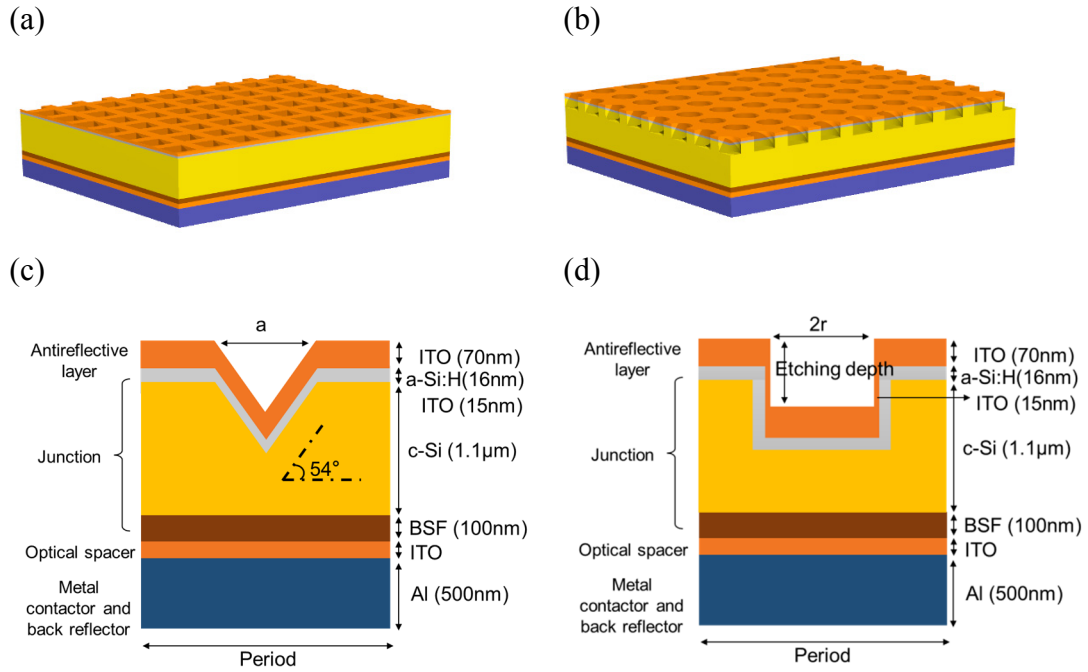 (a)
(b)
(c)
a
Antireflective
layer
ITO (70nm)
a-Si:H(16nm)
ITO (15nm)
Junction
c-Si (1.1μm)
54°
BSF (100nm)
Optical spacer
ITO
Metal
contactor and
back reflector
Al (500nm)
Period
(d)
2r
Antireflective
layer
Etching depth
ITO (70nm)
a-Si:H(16nm)
ITO (15nm)
Junction
c-Si (1.1μm)
BSF (100nm)
Optical spacer
ITO
Metal
contactor and
back reflector
Al (500nm)
Period